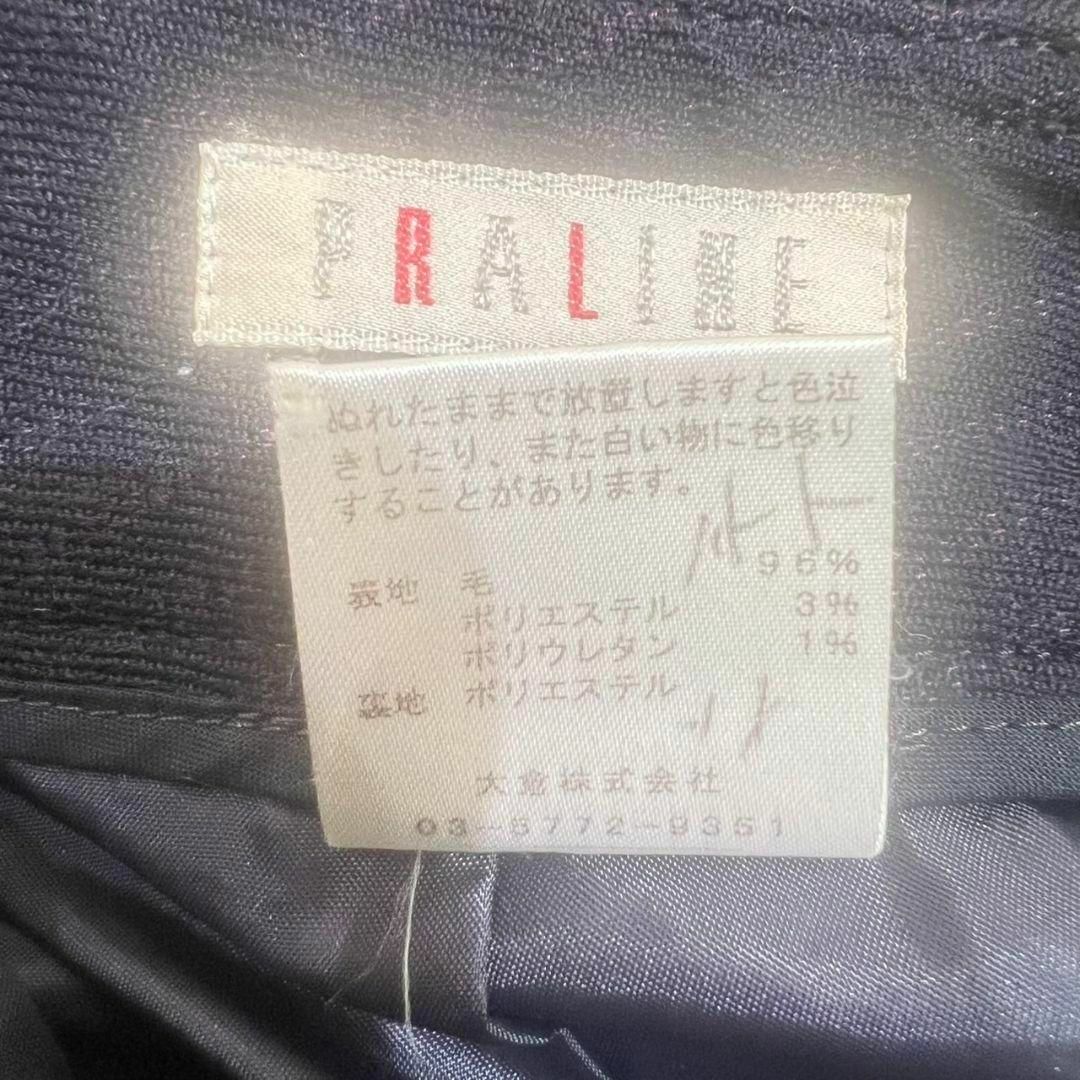 PRALINE
ぬれたままで放置しますと色泣
きしたり、また白い物に色移り
することがあります。
表地 毛 96%
ポリエステル 3%
ポリウレタン 1%
裏地 ポリエステル
株式会社
03-5772-9351